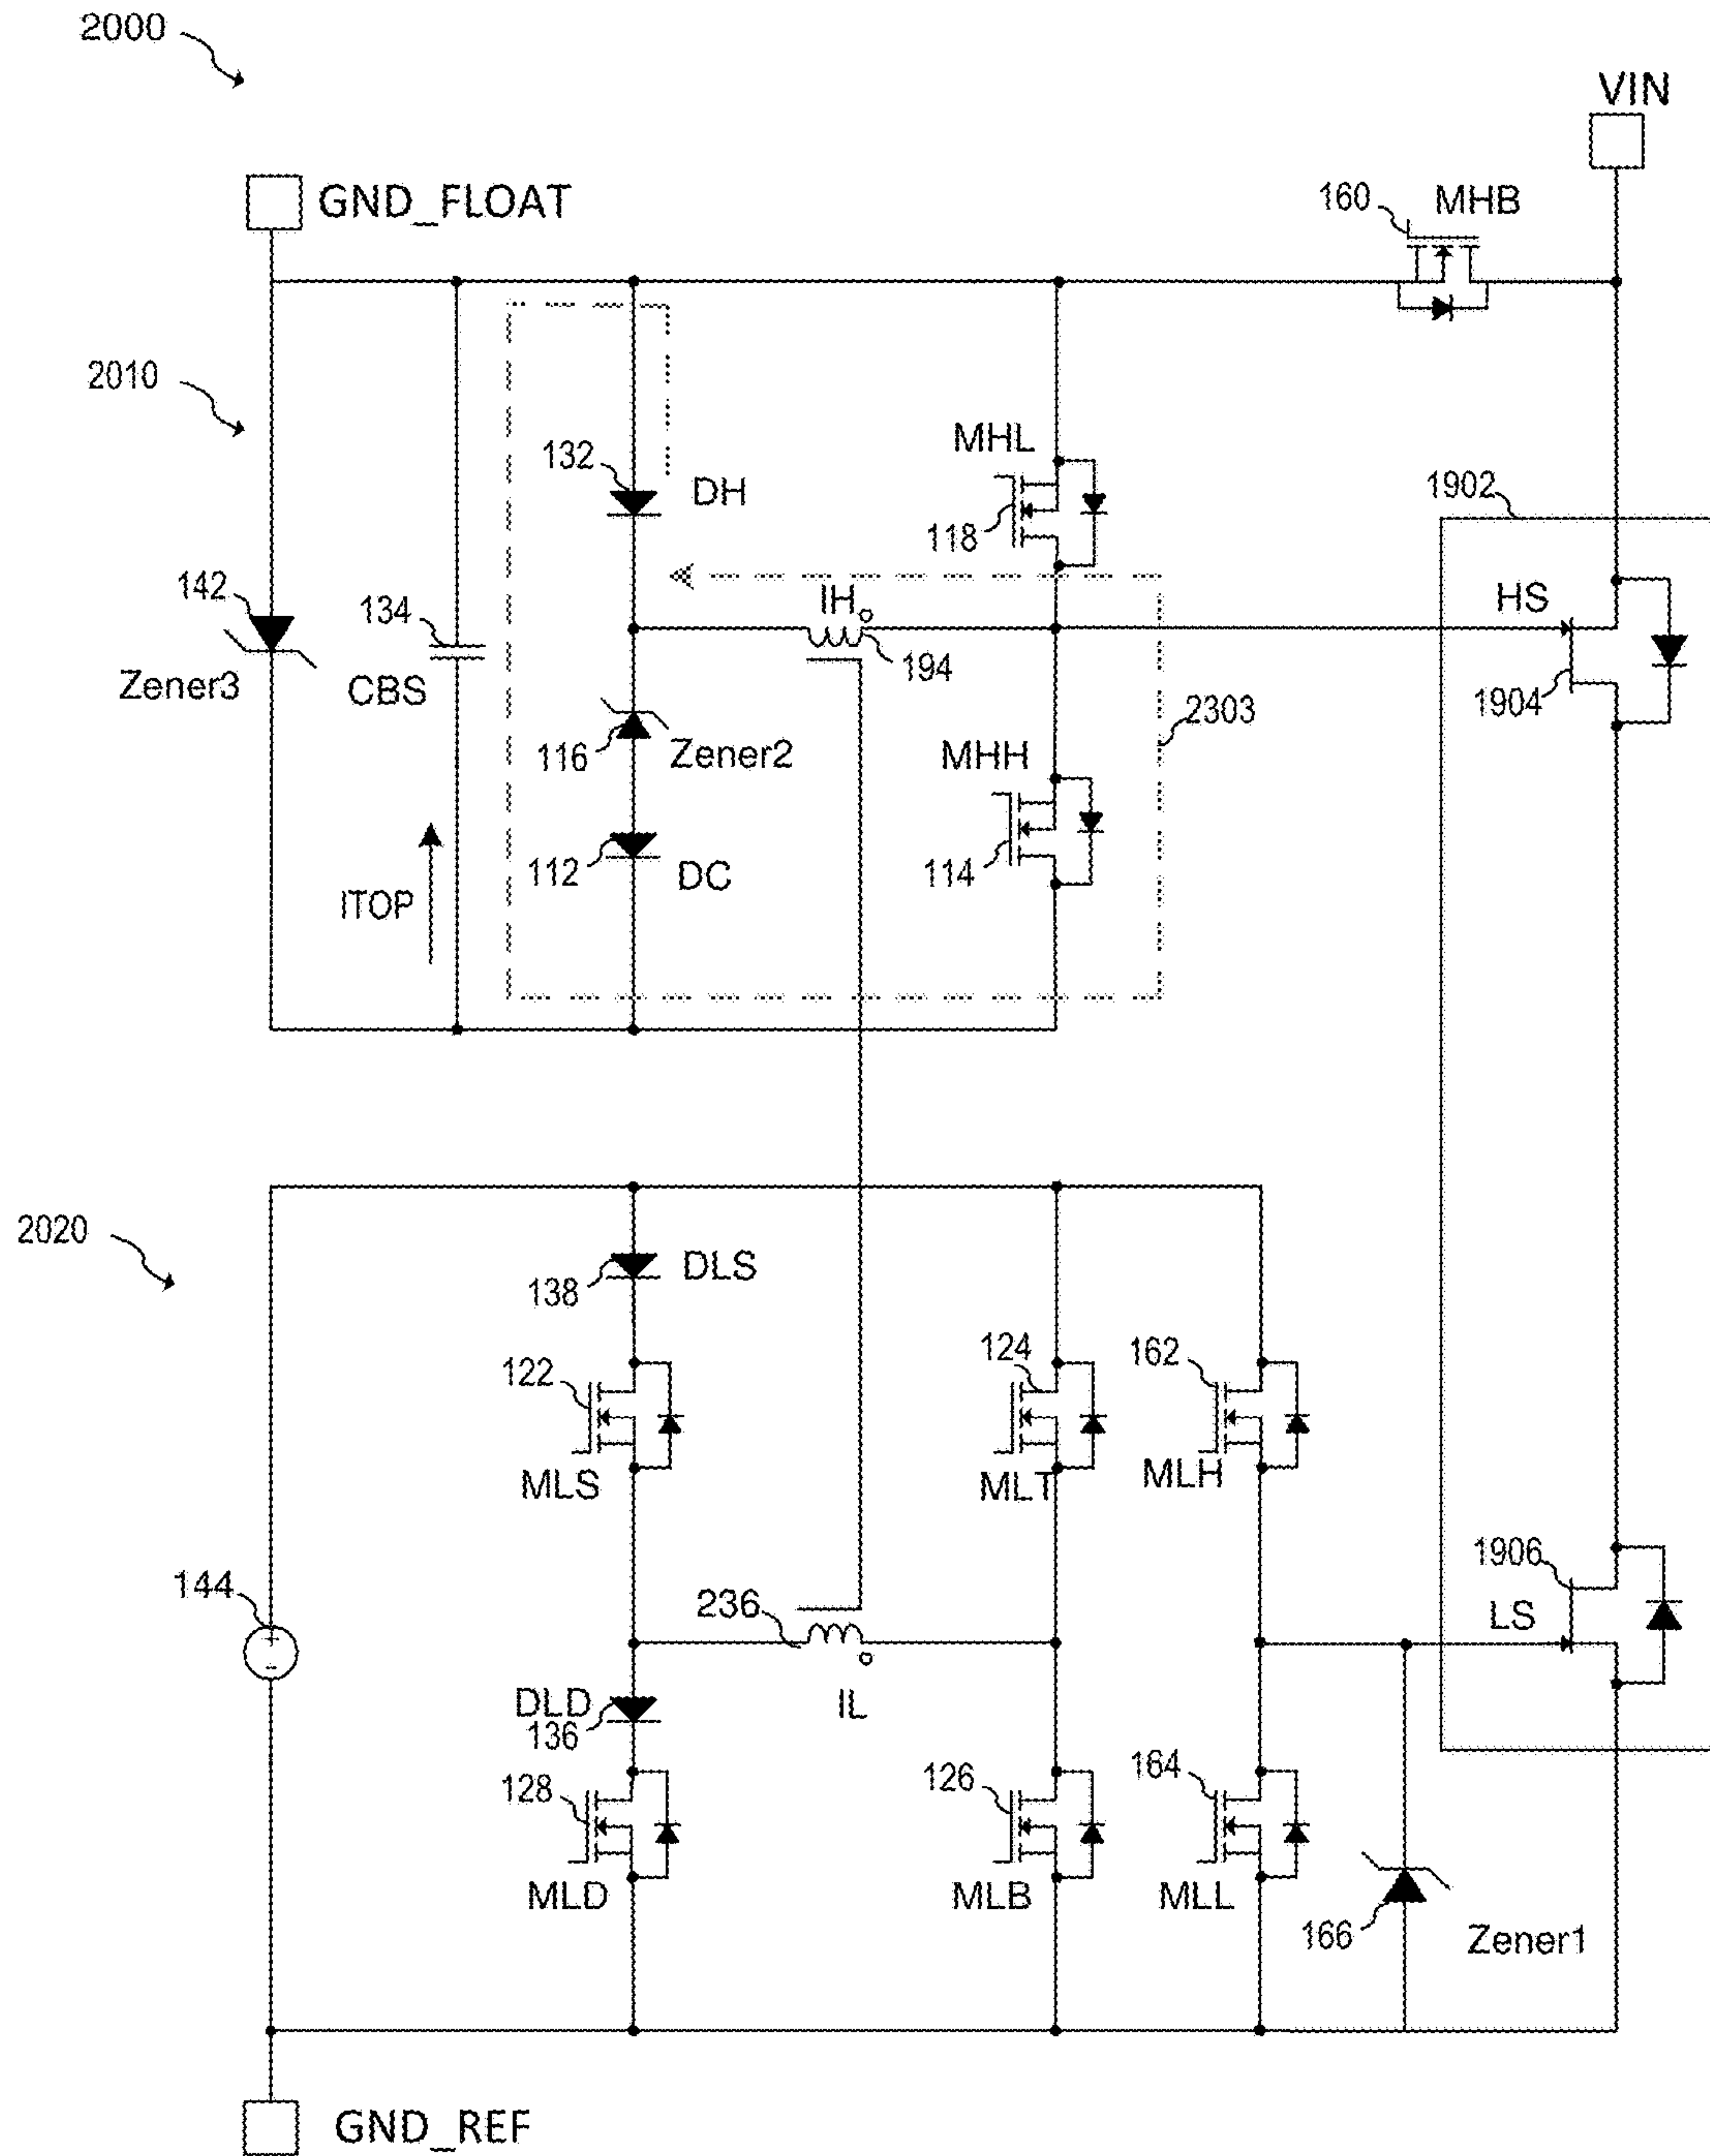 2000
VIN
GND_FLOAT
160
MHB
2010
132
DH
MHL
118
1902
142
134
IH
HS
Zener3
CBS
194
1904
2303
116
Zener2
MHH
112
DC
114
ITOP
2020
138
DLS
122
124
162
MLS
MLT
MLH
1906
144
236
LS
+
-
DLD
136
IL
128
126
164
MLD
MLB
MLL
166
Zener1
GND_REF